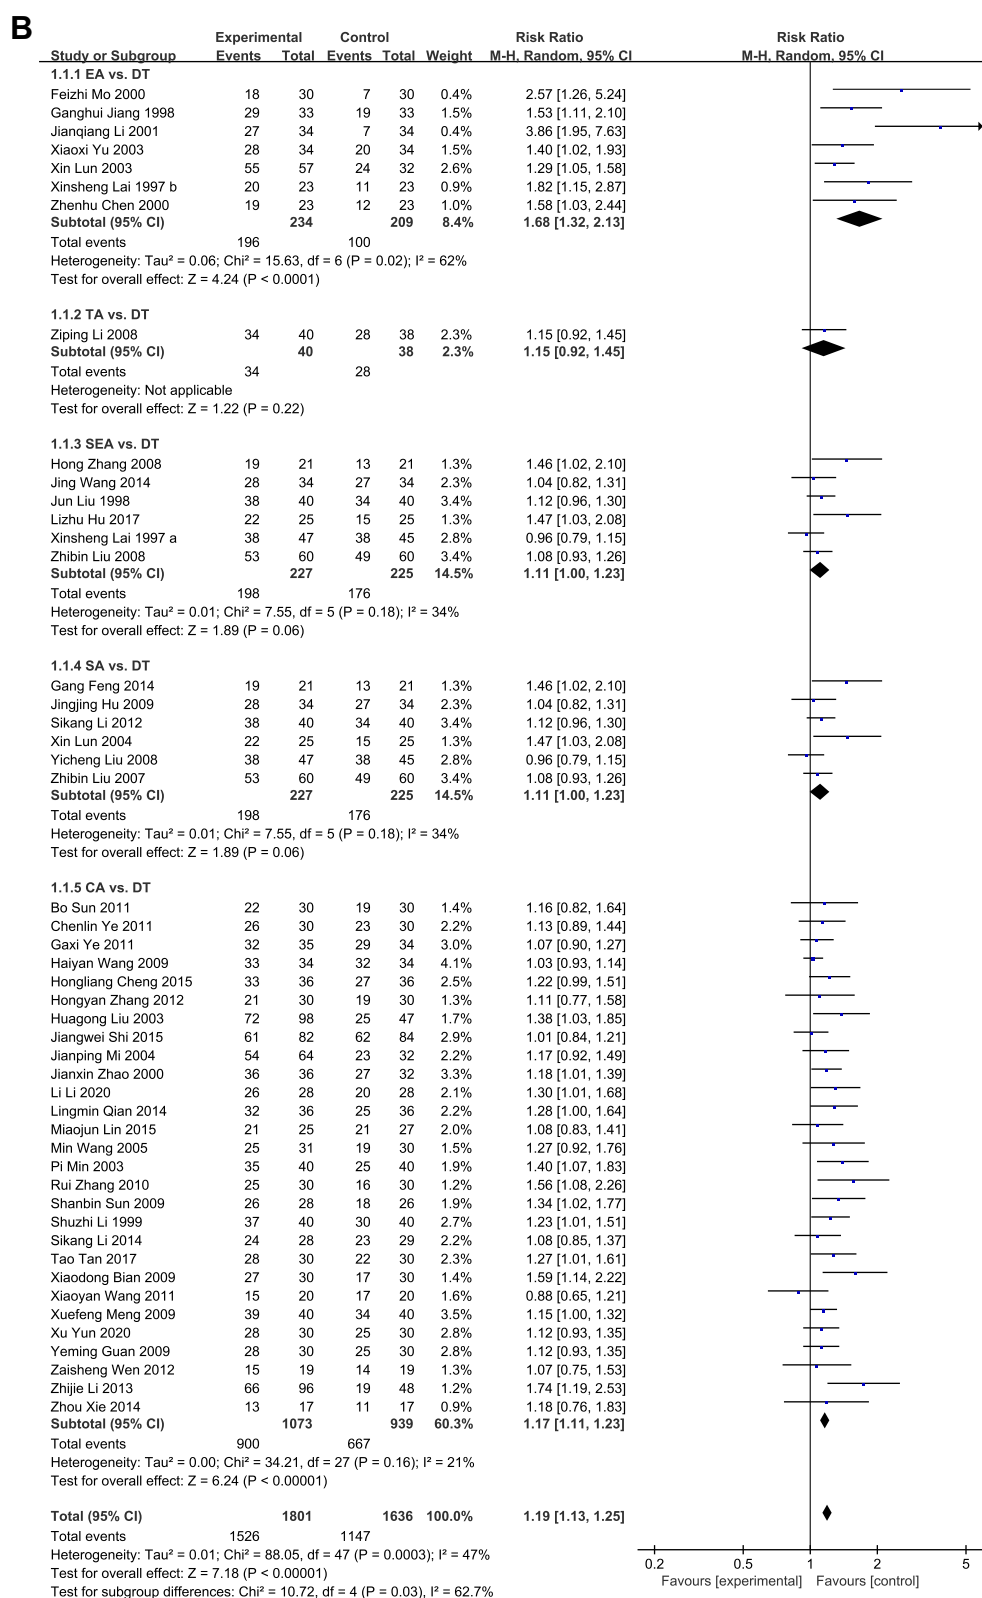 B
Experimental Control Risk Ratio Risk Ratio
Study or Subgroup Events Total Events Total Weight M-H, Random, 95% CI M-H, Random, 95% CI
1.1.1 EA vs. DT
Feizhi Mo 2000 18 30 7 30 0.4% 2.57 [1.26, 5.24]
Ganghui Jiang 1998 29 33 19 33 1.5% 1.53 [1.11, 2.10]
Jianqiang Li 2001 27 34 7 34 0.4% 3.86 [1.95, 7.63]
Xiaoxi Yu 2003 28 34 20 34 1.6% 1.40 [1.02, 1.93]
Xin Lun 2003 55 57 24 32 2.6% 1.29 [1.05, 1.58]
Xinsheng Lai 1997 b 20 23 11 23 0.9% 1.82 [1.15, 2.87]
Zhenhu Chen 2000 19 23 12 23 1.0% 1.58 [1.03, 2.44]
Subtotal (95% CI) 234 209 8.4% 1.68 [1.32, 2.13]
Total events 196 100
Heterogeneity: Tau² = 0.06; Chi² = 15.63, df = 6 (P = 0.02); I² = 62%
Test for overall effect: Z = 4.24 (P < 0.0001)
1.1.2 TA vs. DT
Ziping Li 2008 34 40 28 38 2.3% 1.15 [0.92, 1.45]
Subtotal (95% CI) 40 38 2.3% 1.15 [0.92, 1.45]
Total events 34 28
Heterogeneity: Not applicable
Test for overall effect: Z = 1.22 (P = 0.22)
1.1.3 SEA vs. DT
Hong Zhang 2008 19 21 13 21 1.3% 1.46 [1.02, 2.10]
Jing Wang 2014 28 34 27 34 2.3% 1.04 [0.82, 1.31]
Jun Liu 1998 38 40 34 40 3.4% 1.12 [0.96, 1.30]
Lizhu Hu 2017 22 25 15 25 1.3% 1.47 [1.03, 2.08]
Xinsheng Lai 1997 a 38 47 38 45 2.8% 0.96 [0.79, 1.15]
Zhibin Liu 2008 53 60 49 60 3.4% 1.08 [0.93, 1.26]
Subtotal (95% CI) 227 225 14.5% 1.11 [1.00, 1.23]
Total events 198 176
Heterogeneity: Tau² = 0.01; Chi² = 7.55, df = 5 (P = 0.18); I² = 34%
Test for overall effect: Z = 1.89 (P = 0.06)
1.1.4 SA vs. DT
Gang Feng 2014 19 21 13 21 1.3% 1.46 [1.02, 2.10]
Jingjing Hu 2009 28 34 27 34 2.3% 1.04 [0.82, 1.31]
Sikang Li 2012 38 40 34 40 3.4% 1.12 [0.96, 1.30]
Xin Lun 2004 22 25 15 25 1.3% 1.47 [1.03, 2.08]
Yicheng Liu 2008 38 47 38 45 2.8% 0.96 [0.79, 1.15]
Zhibin Liu 2007 53 60 49 60 3.4% 1.08 [0.93, 1.26]
Subtotal (95% CI) 227 225 14.5% 1.11 [1.00, 1.23]
Total events 198 176
Heterogeneity: Tau² = 0.01; Chi² = 7.55, df = 5 (P = 0.18); I² = 34%
Test for overall effect: Z = 1.89 (P = 0.06)
1.1.5 CA vs. DT
Bo Sun 2011 22 30 19 30 1.4% 1.16 [0.82, 1.64]
Chenlin Ye 2011 26 30 23 30 2.2% 1.13 [0.89, 1.44]
Gaxi Ye 2011 32 35 29 34 3.0% 1.07 [0.90, 1.27]
Haiyan Wang 2009 33 34 32 34 4.1% 1.03 [0.93, 1.14]
Hongliang Cheng 2015 33 36 27 36 2.5% 1.22 [0.99, 1.51]
Hongyan Zhang 2012 21 30 19 30 1.3% 1.11 [0.77, 1.58]
Huagong Liu 2003 72 98 25 47 1.7% 1.38 [1.03, 1.85]
Jiangwei Shi 2015 61 82 62 84 2.9% 1.01 [0.84, 1.21]
Jianping Mi 2004 54 64 23 32 2.2% 1.17 [0.92, 1.49]
Jianxin Zhao 2000 36 36 27 32 3.3% 1.18 [1.01, 1.39]
Li Li 2020 26 28 20 28 2.1% 1.30 [1.01, 1.68]
Lingmin Qian 2014 32 36 25 36 2.2% 1.28 [1.00, 1.64]
Miaojun Lin 2015 21 25 21 27 2.0% 1.08 [0.83, 1.41]
Min Wang 2005 25 31 19 30 1.5% 1.27 [0.92, 1.76]
Pi Min 2003 35 40 25 40 1.9% 1.40 [1.07, 1.83]
Rui Zhang 2010 25 30 16 30 1.2% 1.56 [1.08, 2.26]
Shanbin Sun 2009 26 28 18 26 1.9% 1.34 [1.02, 1.77]
Shuzhi Li 1999 37 40 30 40 2.7% 1.23 [1.01, 1.51]
Sikang Li 2014 24 28 23 29 2.1% 1.08 [0.85, 1.37]
Tao Tan 2017 28 30 22 30 2.3% 1.27 [1.01, 1.61]
Xiaodong Bian 2009 27 30 17 30 1.4% 1.59 [1.14, 2.22]
Xiaoyan Wang 2011 15 20 17 20 1.6% 0.88 [0.65, 1.21]
Xuefeng Meng 2009 39 40 34 40 3.5% 1.15 [1.00, 1.32]
Xu Yun 2020 28 30 25 30 2.8% 1.12 [0.93, 1.35]
Yeming Guan 2009 28 30 25 30 2.8% 1.12 [0.93, 1.35]
Zaisheng Wen 2012 15 19 14 19 1.3% 1.07 [0.75, 1.53]
Zhijie Li 2013 66 96 19 48 1.2% 1.74 [1.19, 2.53]
Zhou Xie 2014 13 17 11 17 0.9% 1.18 [0.76, 1.83]
Subtotal (95% CI) 1073 939 60.3% 1.17 [1.11, 1.23]
Total events 900 667
Heterogeneity: Tau² = 0.00; Chi² = 34.21, df = 27 (P = 0.16); I² = 21%
Test for overall effect: Z = 6.24 (P < 0.00001)
Total (95% CI) 1801 1636 100.0% 1.19 [1.13, 1.25]
Total events 1526 1147
Heterogeneity: Tau² = 0.01; Chi² = 88.05, df = 47 (P = 0.0003); I² = 47%
Test for overall effect: Z = 7.18 (P < 0.00001)
Test for subgroup differences: Chi² = 10.72, df = 4 (P = 0.03), I² = 62.7%
0.2 0.5 1 2 5
Favours [experimental] Favours [control]